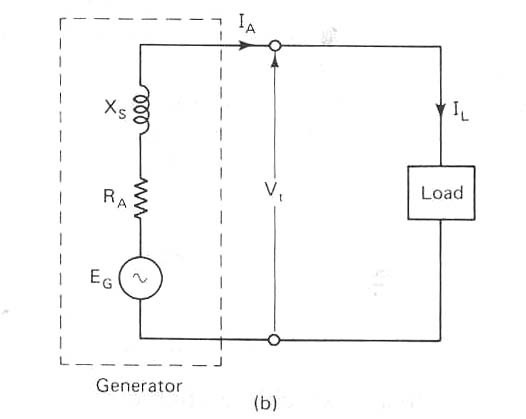 I_A
X_S
I_L
R_A
V_t
Load
E_G
Generator
(b)